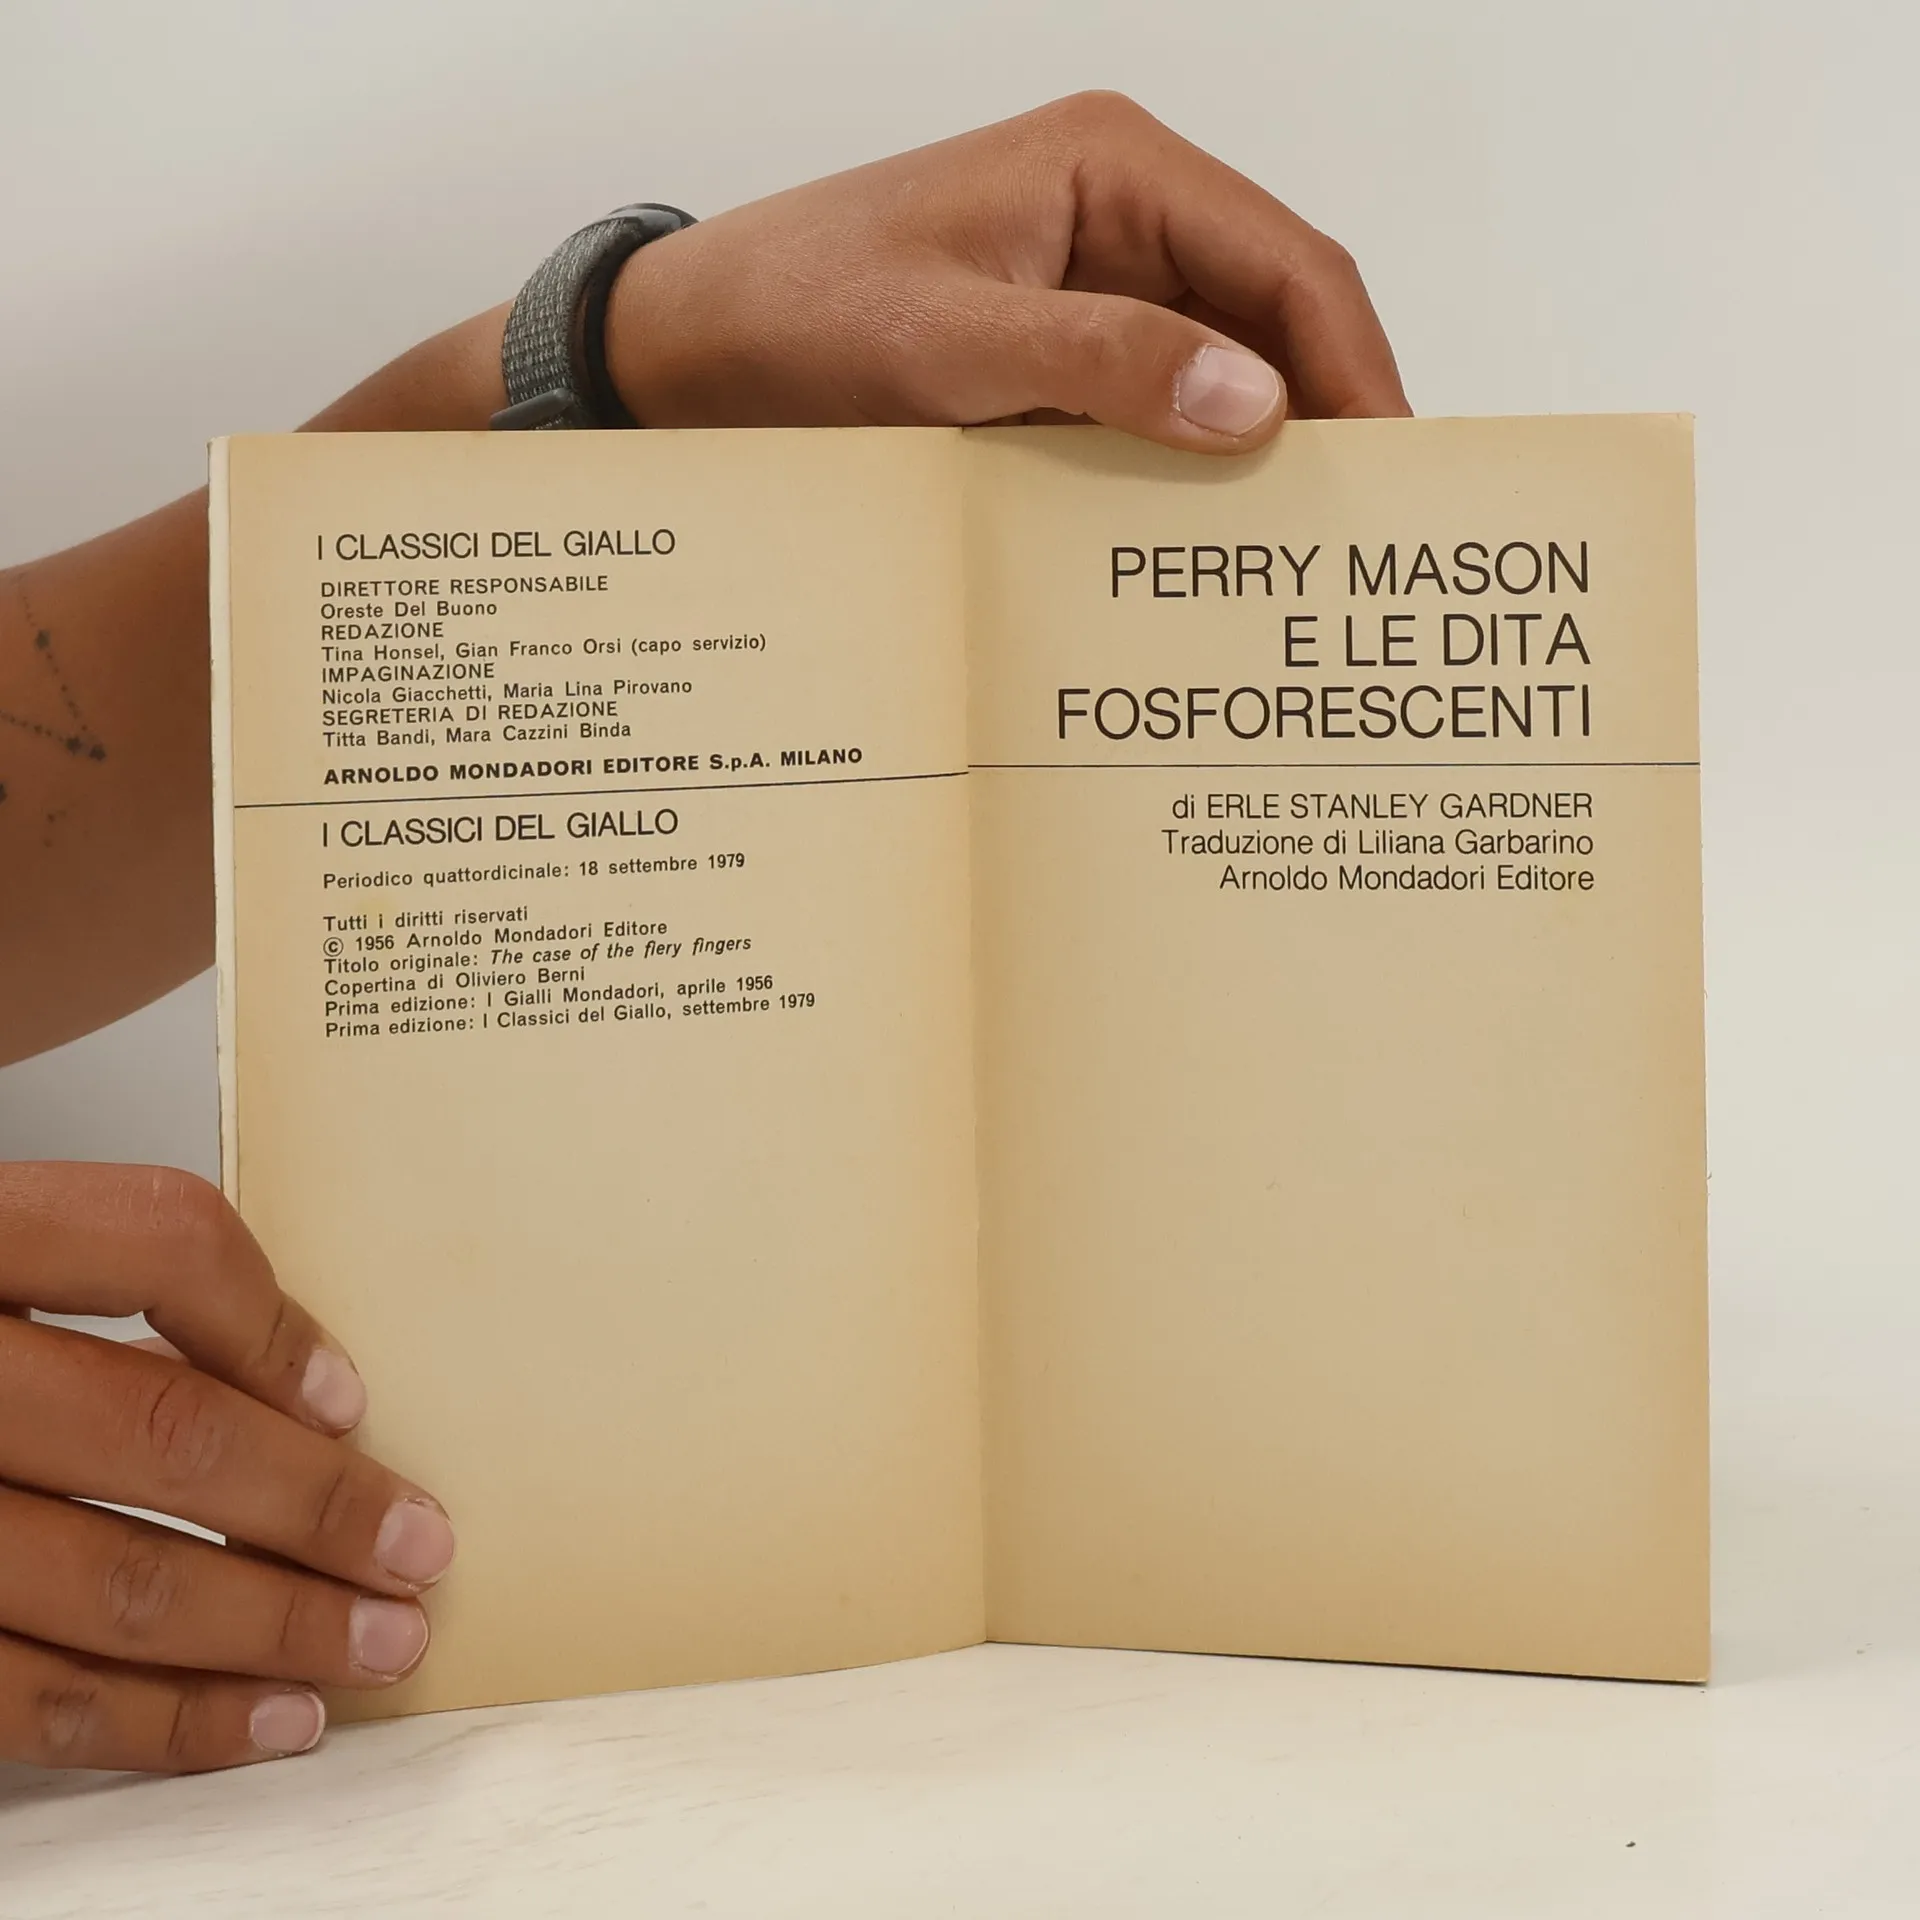 I CLASSICI DEL GIALLO
DIRETTORE RESPONSABILE
Oreste Del Buono
REDAZIONE
Tina Honsel, Gian Franco Orsi (capo servizio)
IMPAGINAZIONE
Nicola Giacchetti, Maria Lina Pirovano
SEGRETERIA DI REDAZIONE
Titta Bandi, Mara Cazzini Binda
ARNOLDO MONDADORI EDITORE S.p.A. MILANO
I CLASSICI DEL GIALLO
Periodico quattordicinale: 18 settembre 1979
Tutti i diritti riservati
© 1956 Arnoldo Mondadori Editore
Titolo originale: The case of the fiery fingers
Copertina di Oliviero Berni
Prima edizione: I Gialli Mondadori, aprile 1956
Prima edizione: I Classici del Giallo, settembre 1979
PERRY MASON
E LE DITA
FOSFORESCENTI
di ERLE STANLEY GARDNER
Traduzione di Liliana Garbarino
Arnoldo Mondadori Editore